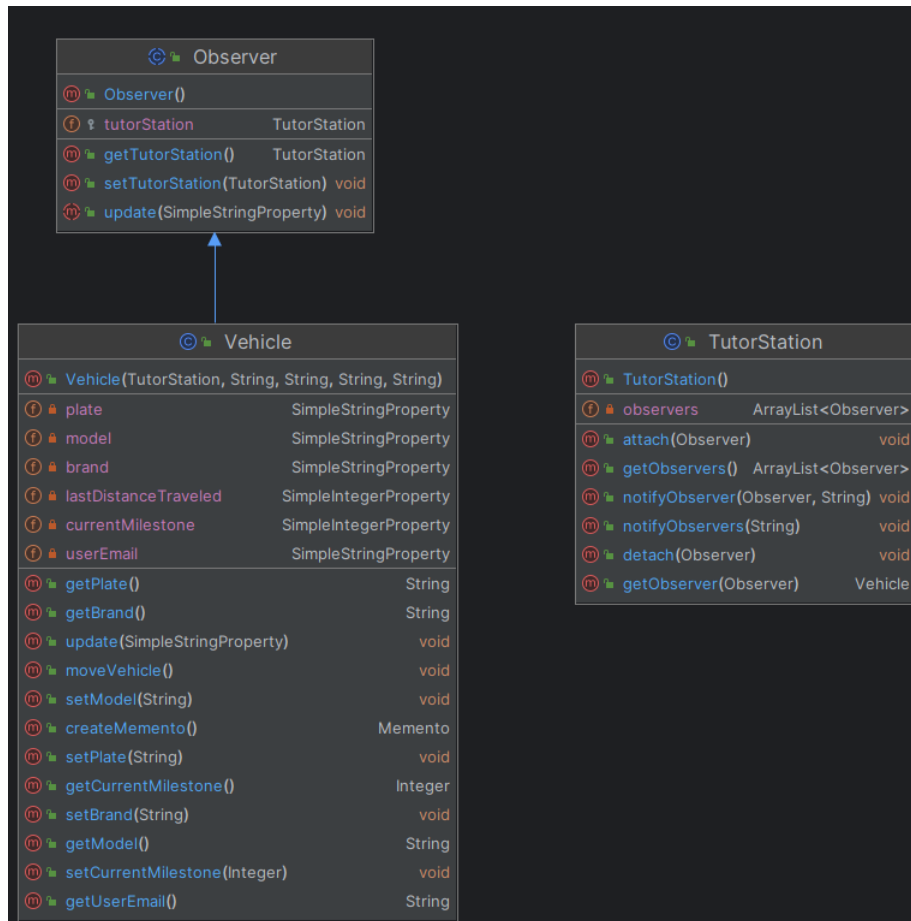 Observer
Observer()
tutorStation TutorStation
getTutorStation() TutorStation
setTutorStation(TutorStation) void
update(SimpleStringProperty) void
Vehicle
Vehicle(TutorStation, String, String, String, String)
plate SimpleStringProperty
model SimpleStringProperty
brand SimpleStringProperty
lastDistanceTraveled SimpleIntegerProperty
currentMilestone SimpleIntegerProperty
userEmail SimpleStringProperty
getPlate() String
getBrand() String
update(SimpleStringProperty) void
moveVehicle() void
setModel(String) void
createMemento() Memento
setPlate(String) void
getCurrentMilestone() Integer
setBrand(String) void
getModel() String
setCurrentMilestone(Integer) void
getUserEmail() String
TutorStation
TutorStation()
observers ArrayList<Observer>
attach(Observer) void
getObservers() ArrayList<Observer>
notifyObserver(Observer, String) void
notifyObservers(String) void
detach(Observer) void
getObserver(Observer) Vehicle